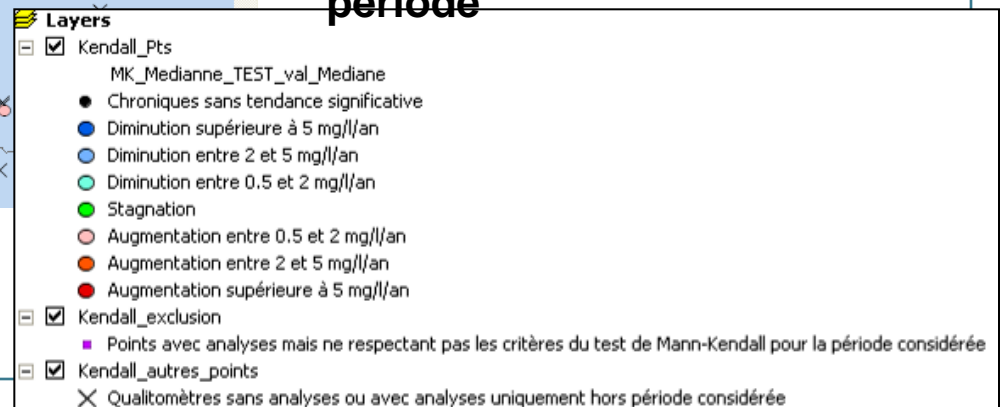 période
Layers
Kendall_Pts
MK_Medianne_TEST_val_Mediane
Chroniques sans tendance significative
Diminution supérieure à 5 mg/l/an
Diminution entre 2 et 5 mg/l/an
Diminution entre 0.5 et 2 mg/l/an
Stagnation
Augmentation entre 0.5 et 2 mg/l/an
Augmentation entre 2 et 5 mg/l/an
Augmentation supérieure à 5 mg/l/an
Kendall_exclusion
Points avec analyses mais ne respectant pas les critères du test de Mann-Kendall pour la période considérée
Kendall_autres_points
Qualitomètres sans analyses ou avec analyses uniquement hors période considérée